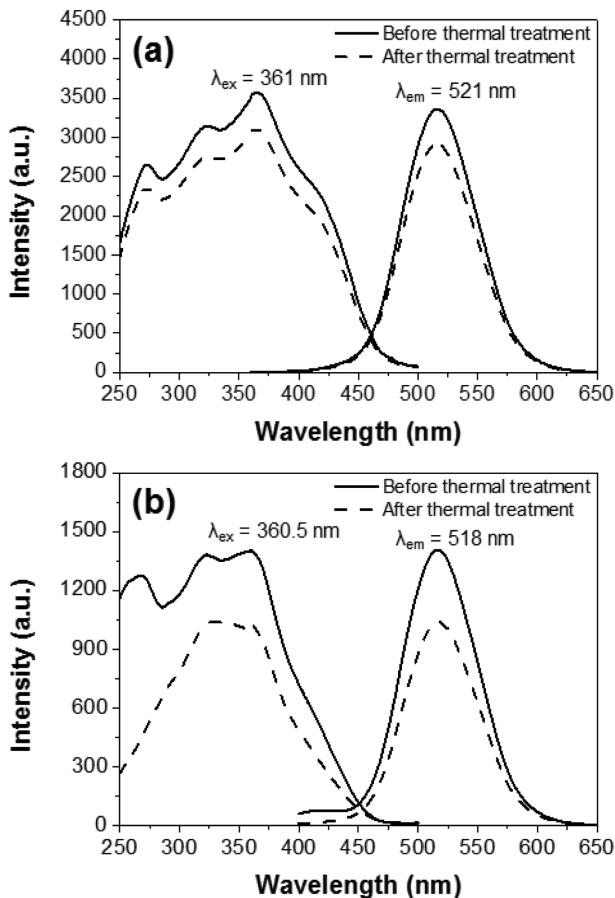 4500
4000
3500
3000
2500
2000
1500
1000
500
0
Intensity (a.u.)
(a)
Before thermal treatment
After thermal treatment
λex = 361 nm
λem = 521 nm
250 300 350 400 450 500 550 600 650
Wavelength (nm)
1800
1500
1200
900
600
300
0
Intensity (a.u.)
(b)
Before thermal treatment
After thermal treatment
λex = 360.5 nm
λem = 518 nm
250 300 350 400 450 500 550 600 650
Wavelength (nm)